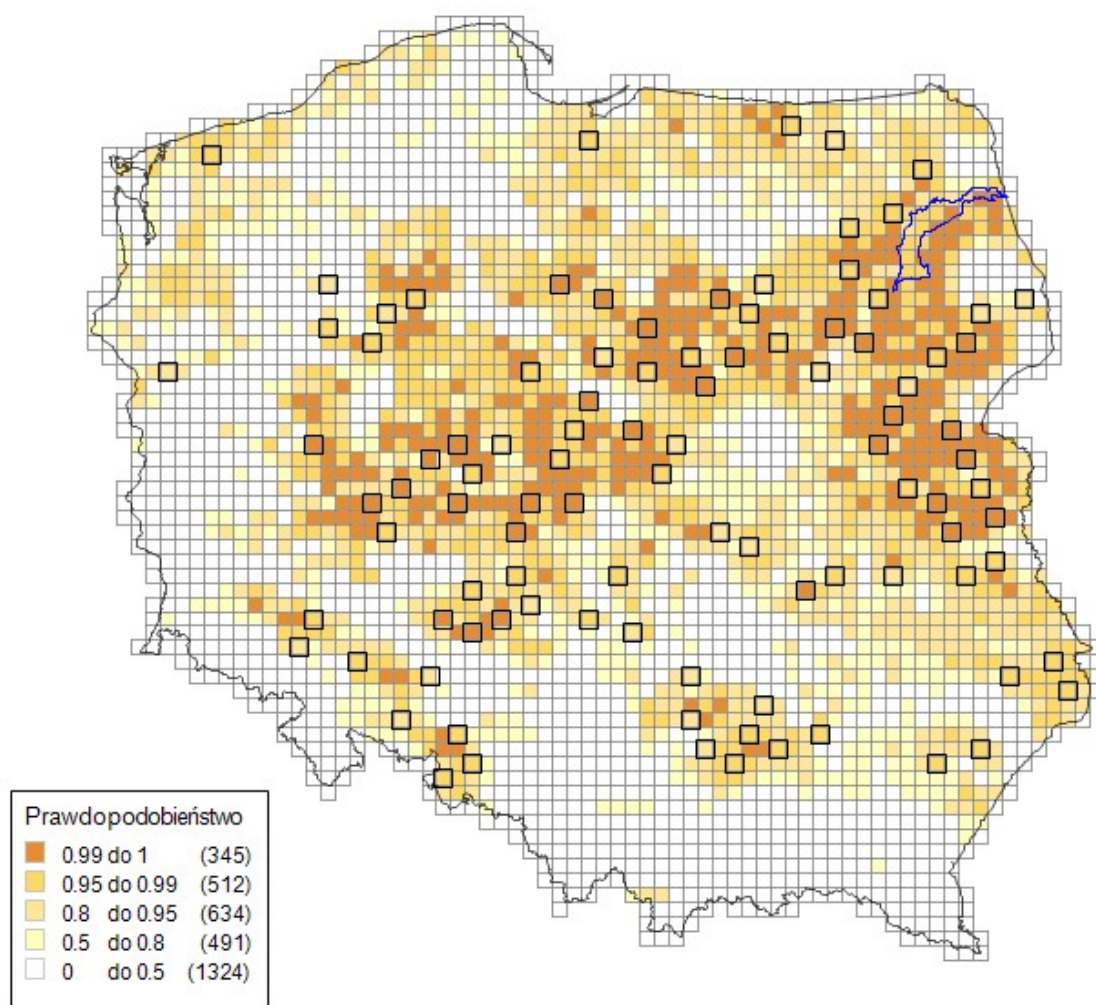 Prawdopodobieństwo
0.99 do 1 (345)
0.95 do 0.99 (512)
0.8 do 0.95 (634)
0.5 do 0.8 (491)
0 do 0.5 (1324)